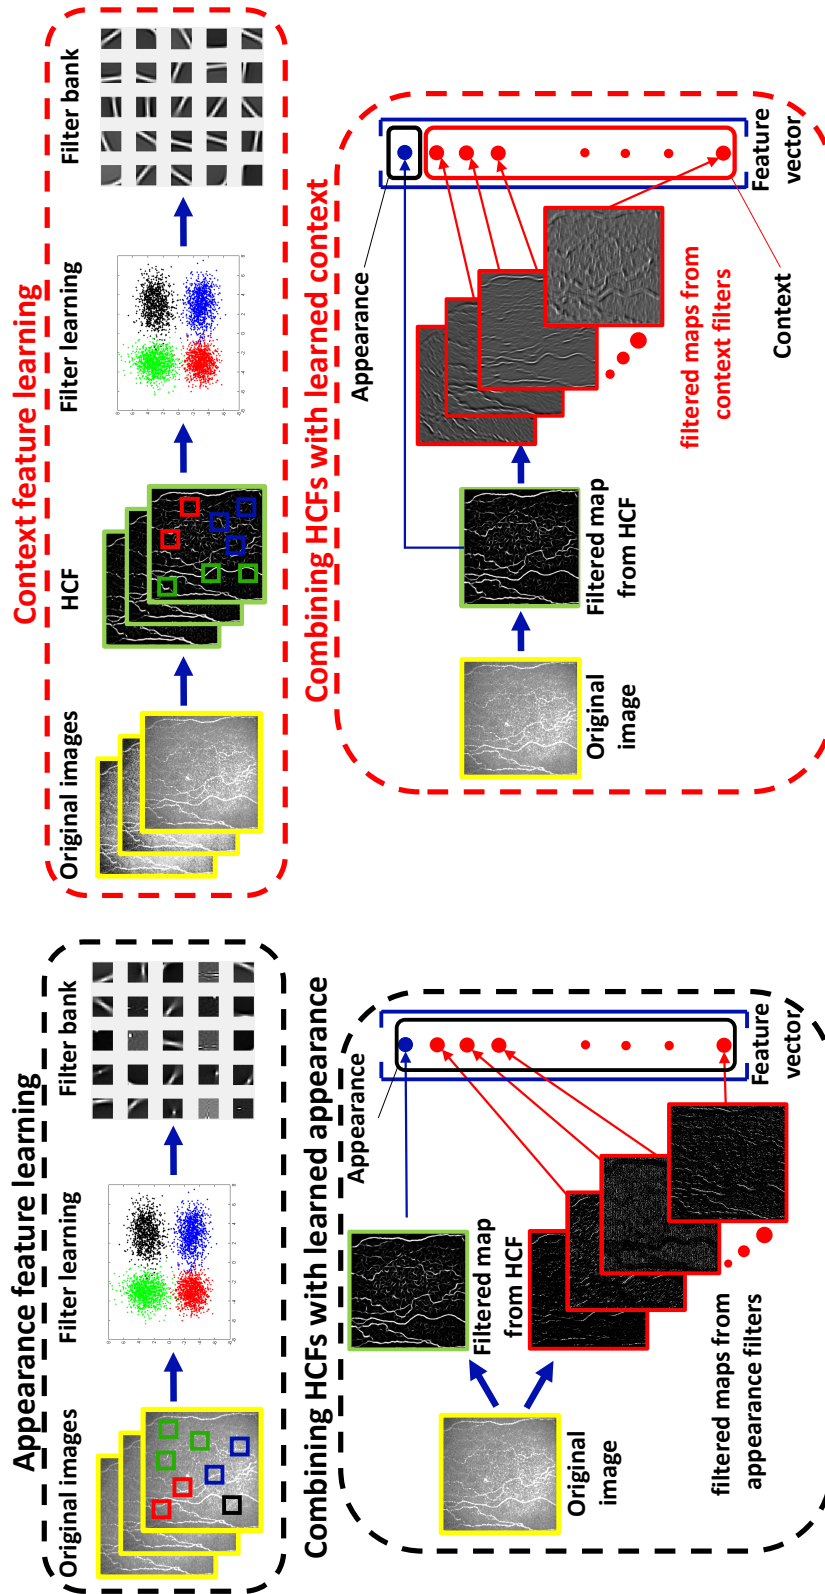 Appearance feature learning
Original images
Filter learning
Filter bank
Combining HCFs with learned appearance
Original
image
Filtered map
from HCF
filtered maps from
appearance filters
Appearance
Feature
vector
Context feature learning
Original images
HCF
Filter learning
Filter bank
Combining HCFs with learned context
Original
image
Filtered map
from HCF
filtered maps from
context filters
Appearance
Context
Feature
vector